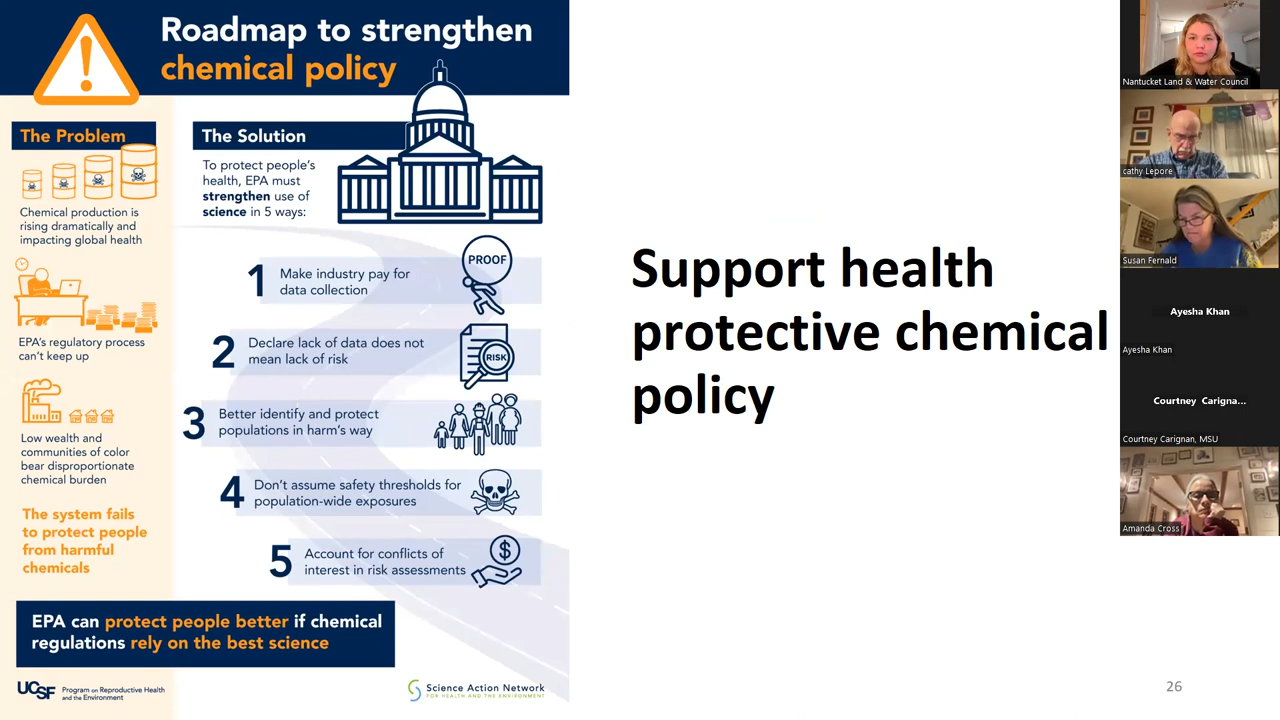 Roadmap to strengthen
chemical policy
The Problem
Chemical production is
rising dramatically and
impacting global health
EPA's regulatory process
can't keep up
Low wealth and
communities of color
bear disproportionate
chemical burden
The system fails
to protect people
from harmful
chemicals
The Solution
To protect people's
health, EPA must
strengthen use of
science in 5 ways:
1 Make industry pay for
data collection
PROOF
2 Declare lack of data does not
mean lack of risk
RISK
3 Better identify and protect
populations in harm's way
4 Don't assume safety thresholds for
population-wide exposures
5 Account for conflicts of
interest in risk assessments
$
EPA can protect people better if chemical
regulations rely on the best science
UCSF Program on Reproductive Health
and the Environment
Science Action Network
FOR HEALTH AND THE ENVIRONMENT
Support health
protective chemical
policy
26
Nantucket Land & Water Council
cathy Lepore
Susan Fernald
Ayesha Khan
Ayesha Khan
Courtney Carigna...
Courtney Carignan, MSU
Amanda Cross